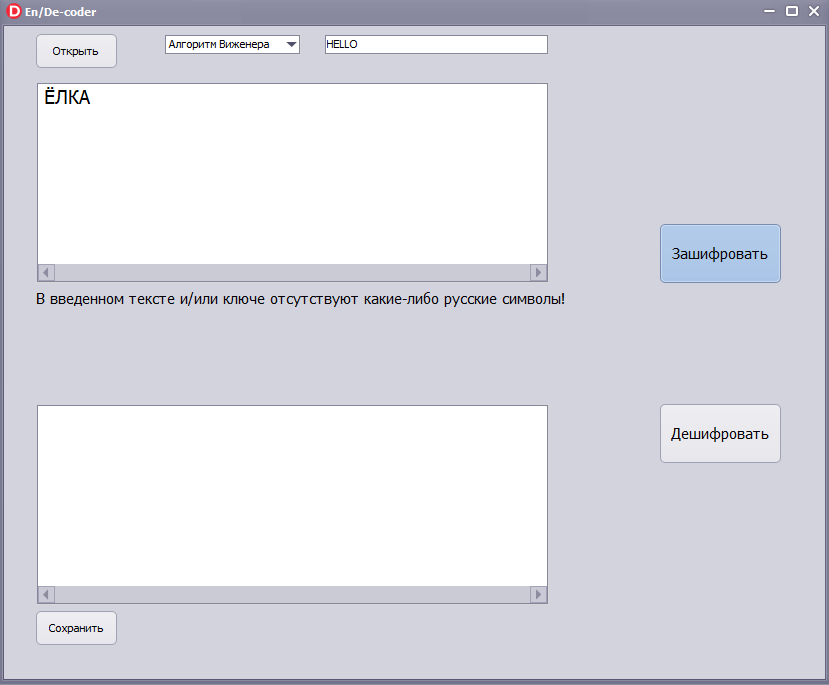 D En/De-coder
Открыть
Алгоритм Виженера
HELLO
ЁЛКА
Зашифровать
В введенном тексте и/или ключе отсутствуют какие-либо русские символы!
Дешифровать
Сохранить